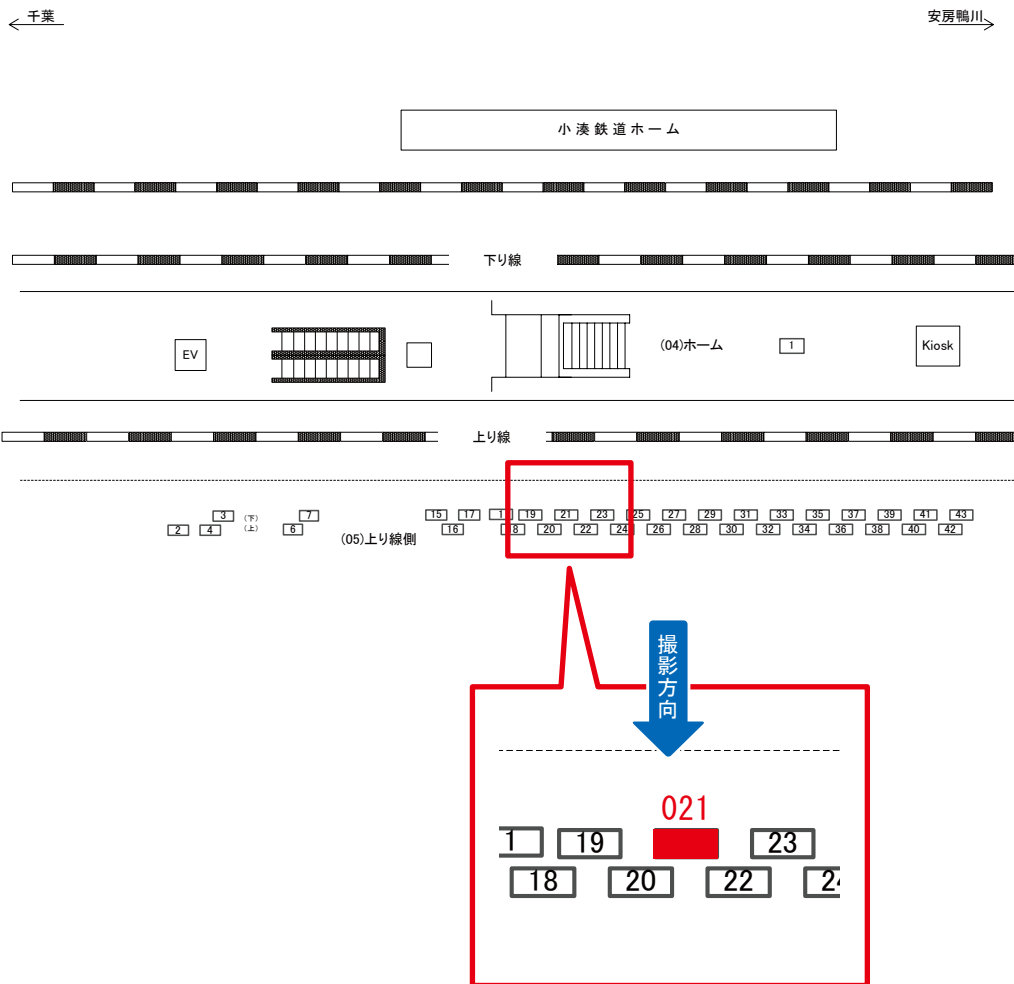 千葉
安房鴨川
小湊鉄道ホーム
下り線
EV
(04)ホーム
1
Kiosk
上り線
3 (下) 7 15 17 1 19 21 23 25 27 29 31 33 35 37 39 41 43
2 4 (上) 6 16 18 20 22 24 26 28 30 32 34 36 38 40 42
(05)上り線側
撮影方向
021
1 19 23
18 20 22 24